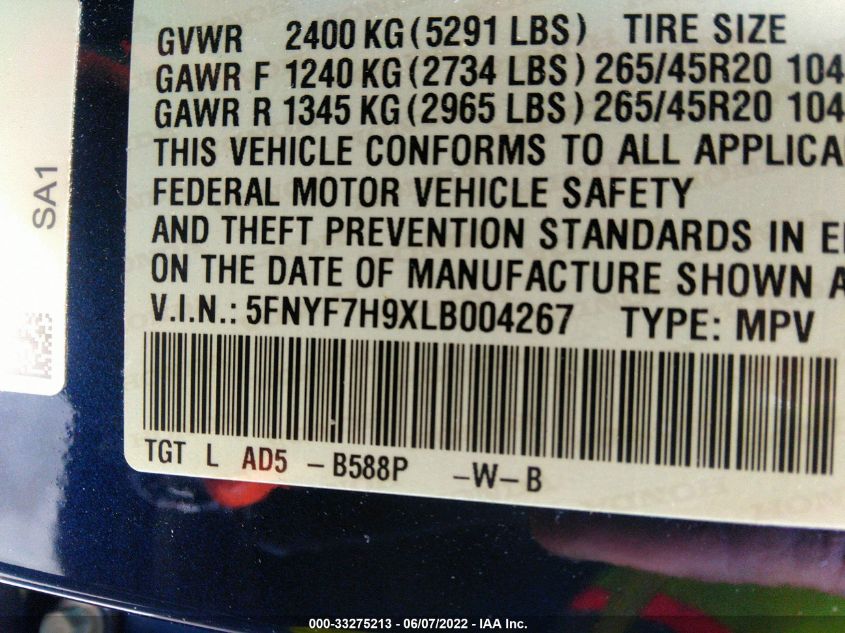 GVWR 2400 KG (5291 LBS) TIRE SIZE
GAWR F 1240 KG (2734 LBS) 265/45R20 104
GAWR R 1345 KG (2965 LBS) 265/45R20 104
THIS VEHICLE CONFORMS TO ALL APPLICA
FEDERAL MOTOR VEHICLE SAFETY
AND THEFT PREVENTION STANDARDS IN E
ON THE DATE OF MANUFACTURE SHOWN A
V.I.N.: 5FNYF7H9XLB004267 TYPE: MPV
TGT L AD5 -B588P -W-B
SA1
000-33275213 - 06/07/2022 - IAA Inc.